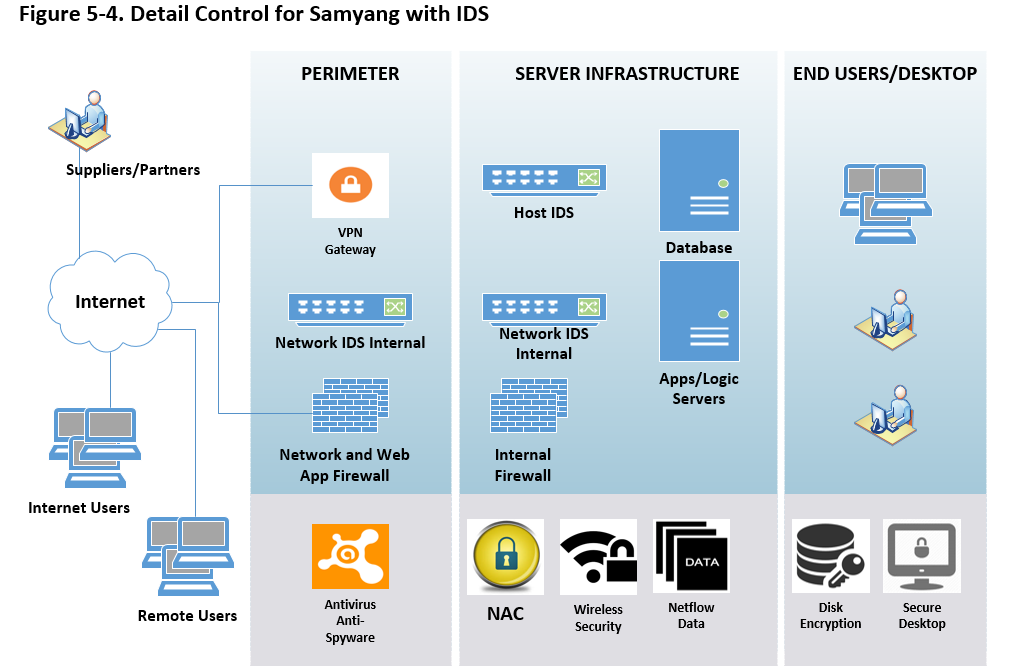 Figure 5-4. Detail Control for Samyang with IDS
PERIMETER
SERVER INFRASTRUCTURE
END USERS/DESKTOP
Suppliers/Partners
Internet
Internet Users
Remote Users
VPN
Gateway
Network IDS Internal
Network and Web
App Firewall
Antivirus
Anti-
Spyware
Host IDS
Database
Network IDS
Internal
Apps/Logic
Servers
Internal
Firewall
NAC
Wireless
Security
DATA
Netflow
Data
Disk
Encryption
Secure
Desktop